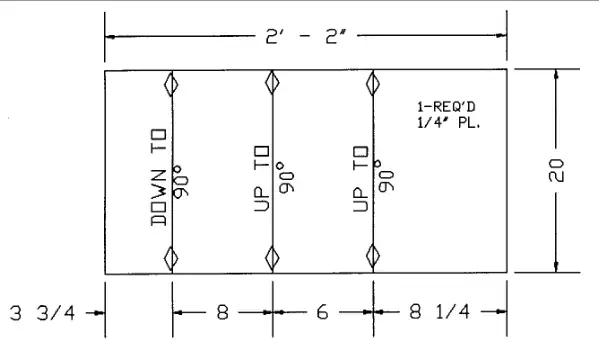 2' - 2"
1-REQ'D
1/4" PL.
DOWN TO
90°
UP TO
90°
UP TO
90°
20
3 3/4
8
6
8 1/4